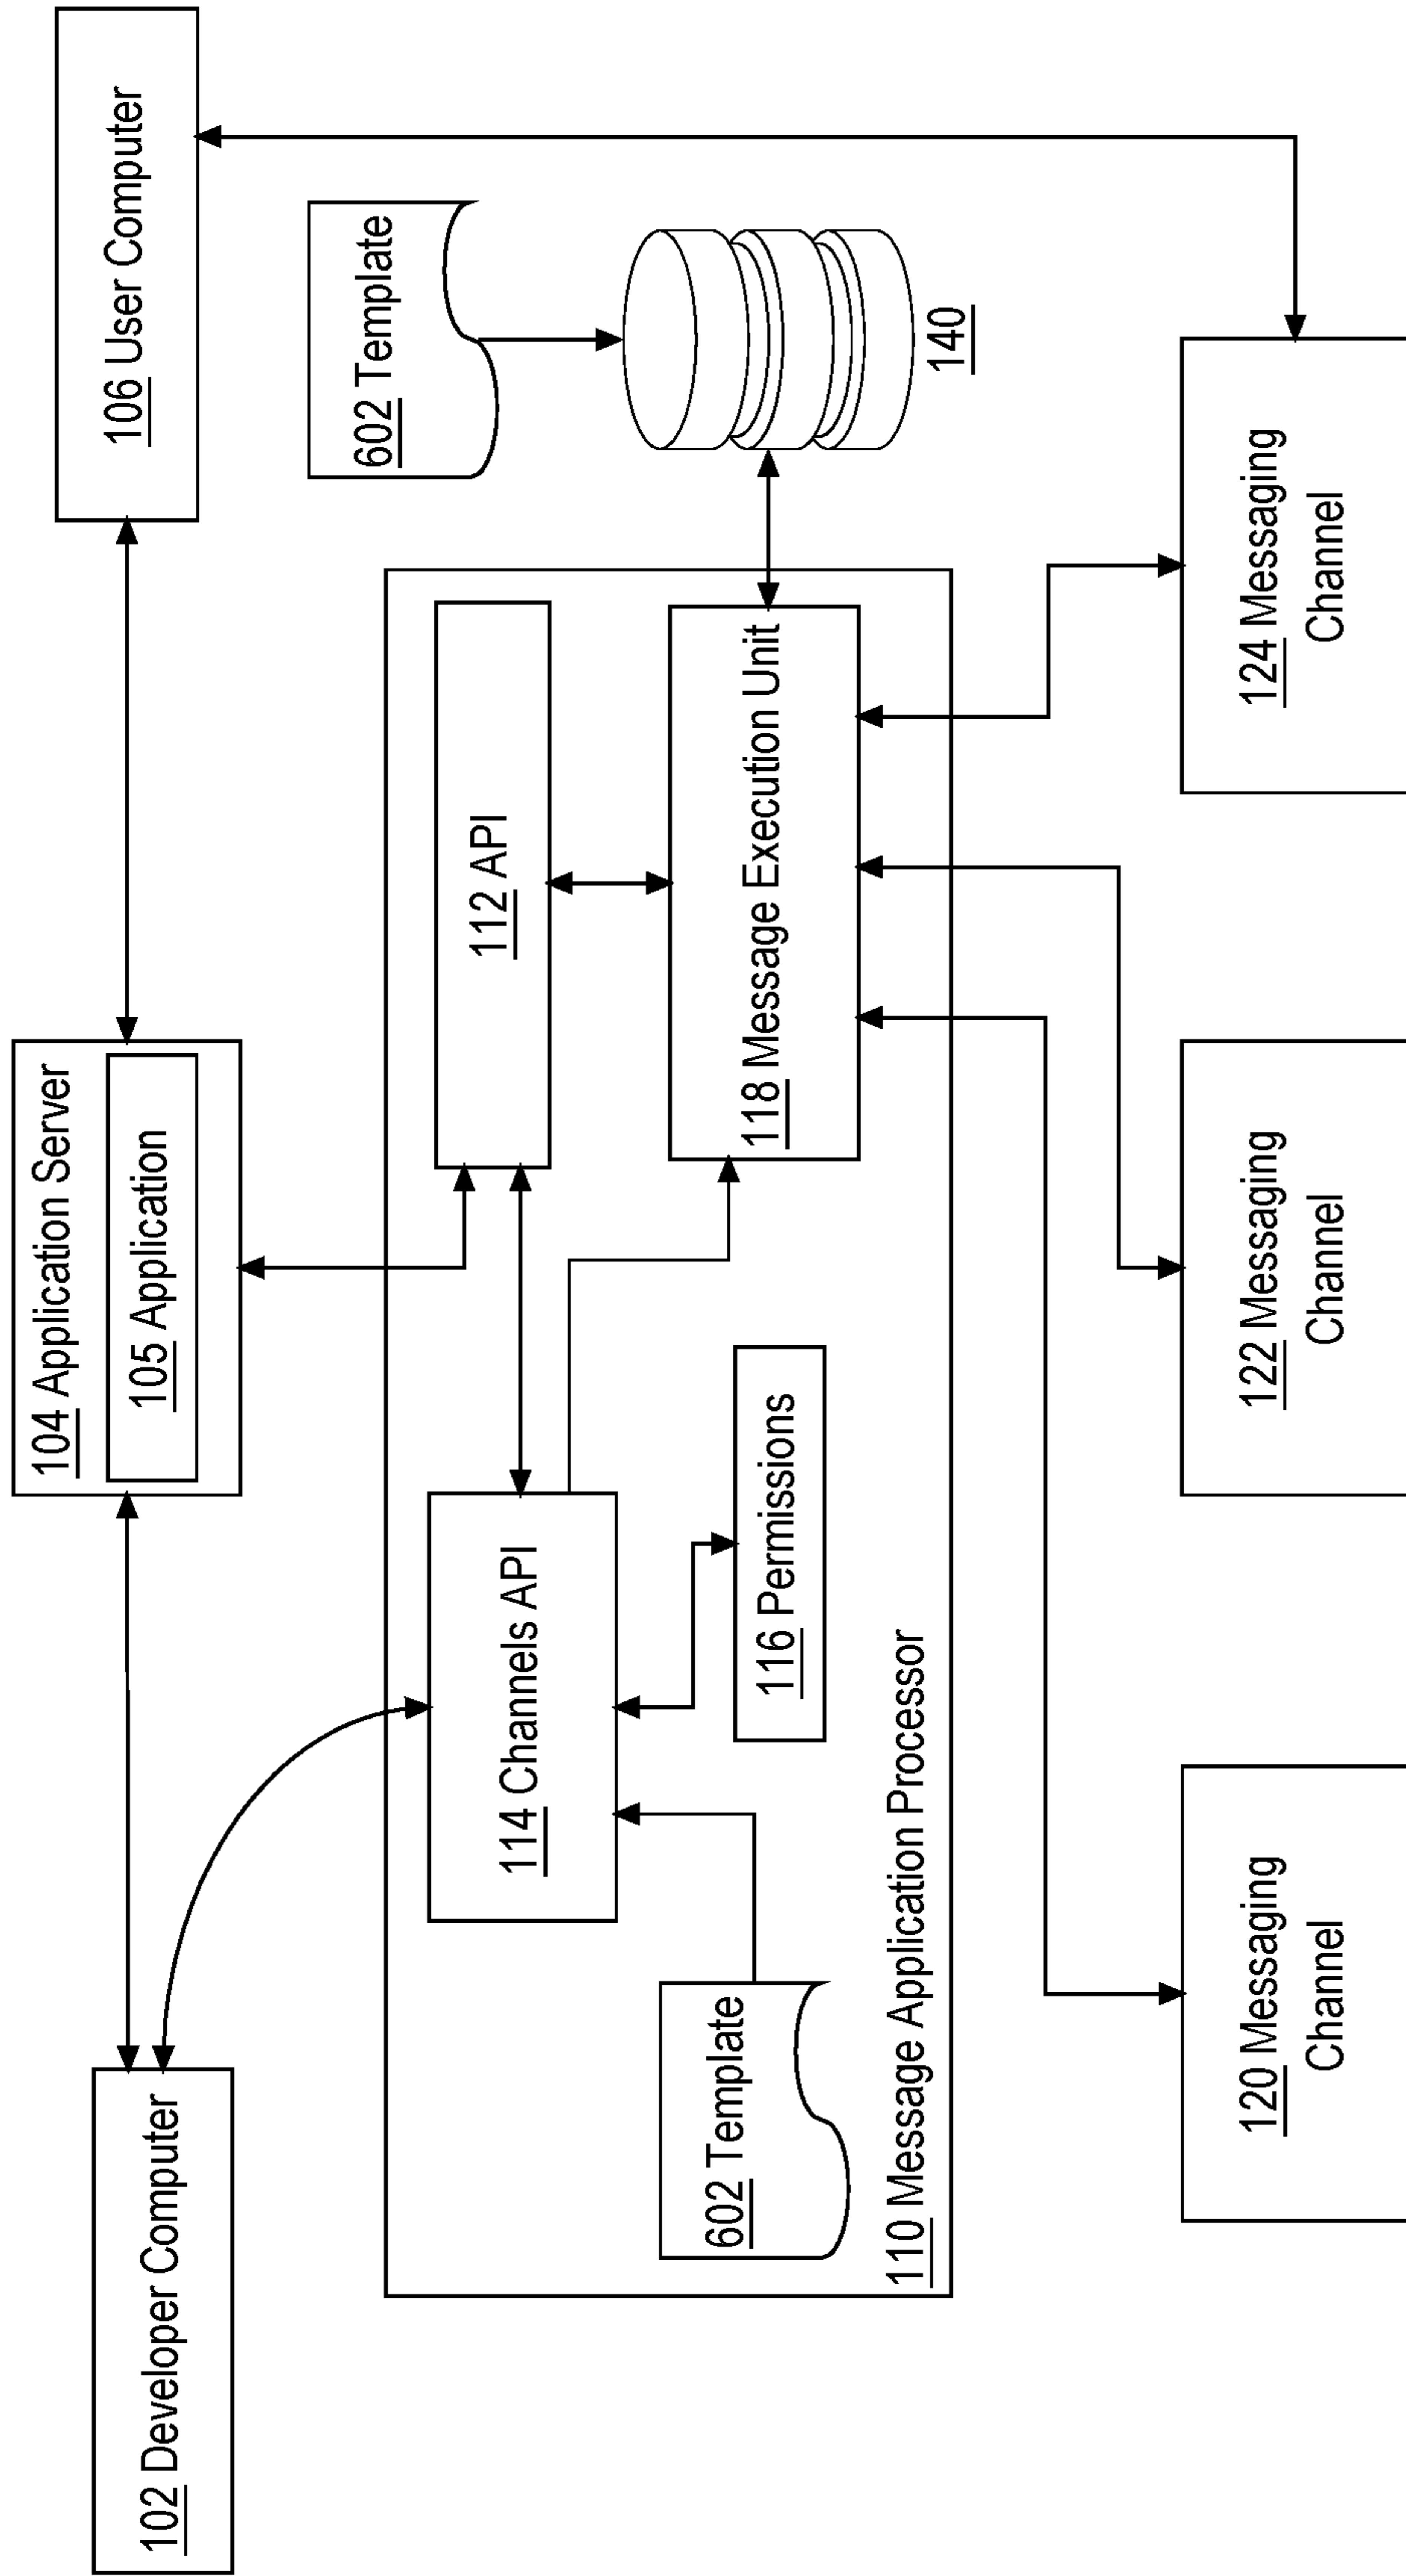 102 Developer Computer
104 Application Server
105 Application
106 User Computer
114 Channels API
112 API
602 Template
602 Template
116 Permissions
118 Message Execution Unit
140
110 Message Application Processor
120 Messaging
Channel
122 Messaging
Channel
124 Messaging
Channel